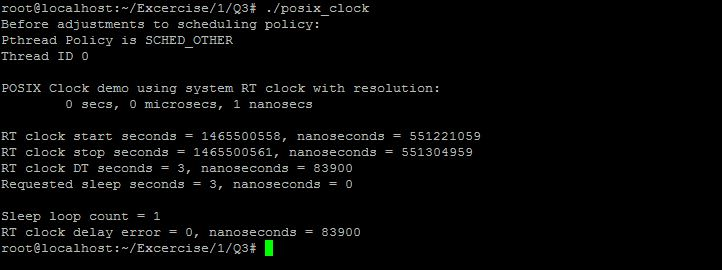 root@localhost:~/Excercise/1/Q3# ./posix_clock
Before adjustments to scheduling policy:
Pthread Policy is SCHED_OTHER
Thread ID 0
POSIX Clock demo using system RT clock with resolution:
0 secs, 0 microsecs, 1 nanosecs
RT clock start seconds = 1465500558, nanoseconds = 551221059
RT clock stop seconds = 1465500561, nanoseconds = 551304959
RT clock DT seconds = 3, nanoseconds = 83900
Requested sleep seconds = 3, nanoseconds = 0
Sleep loop count = 1
RT clock delay error = 0, nanoseconds = 83900
root@localhost:~/Excercise/1/Q3#